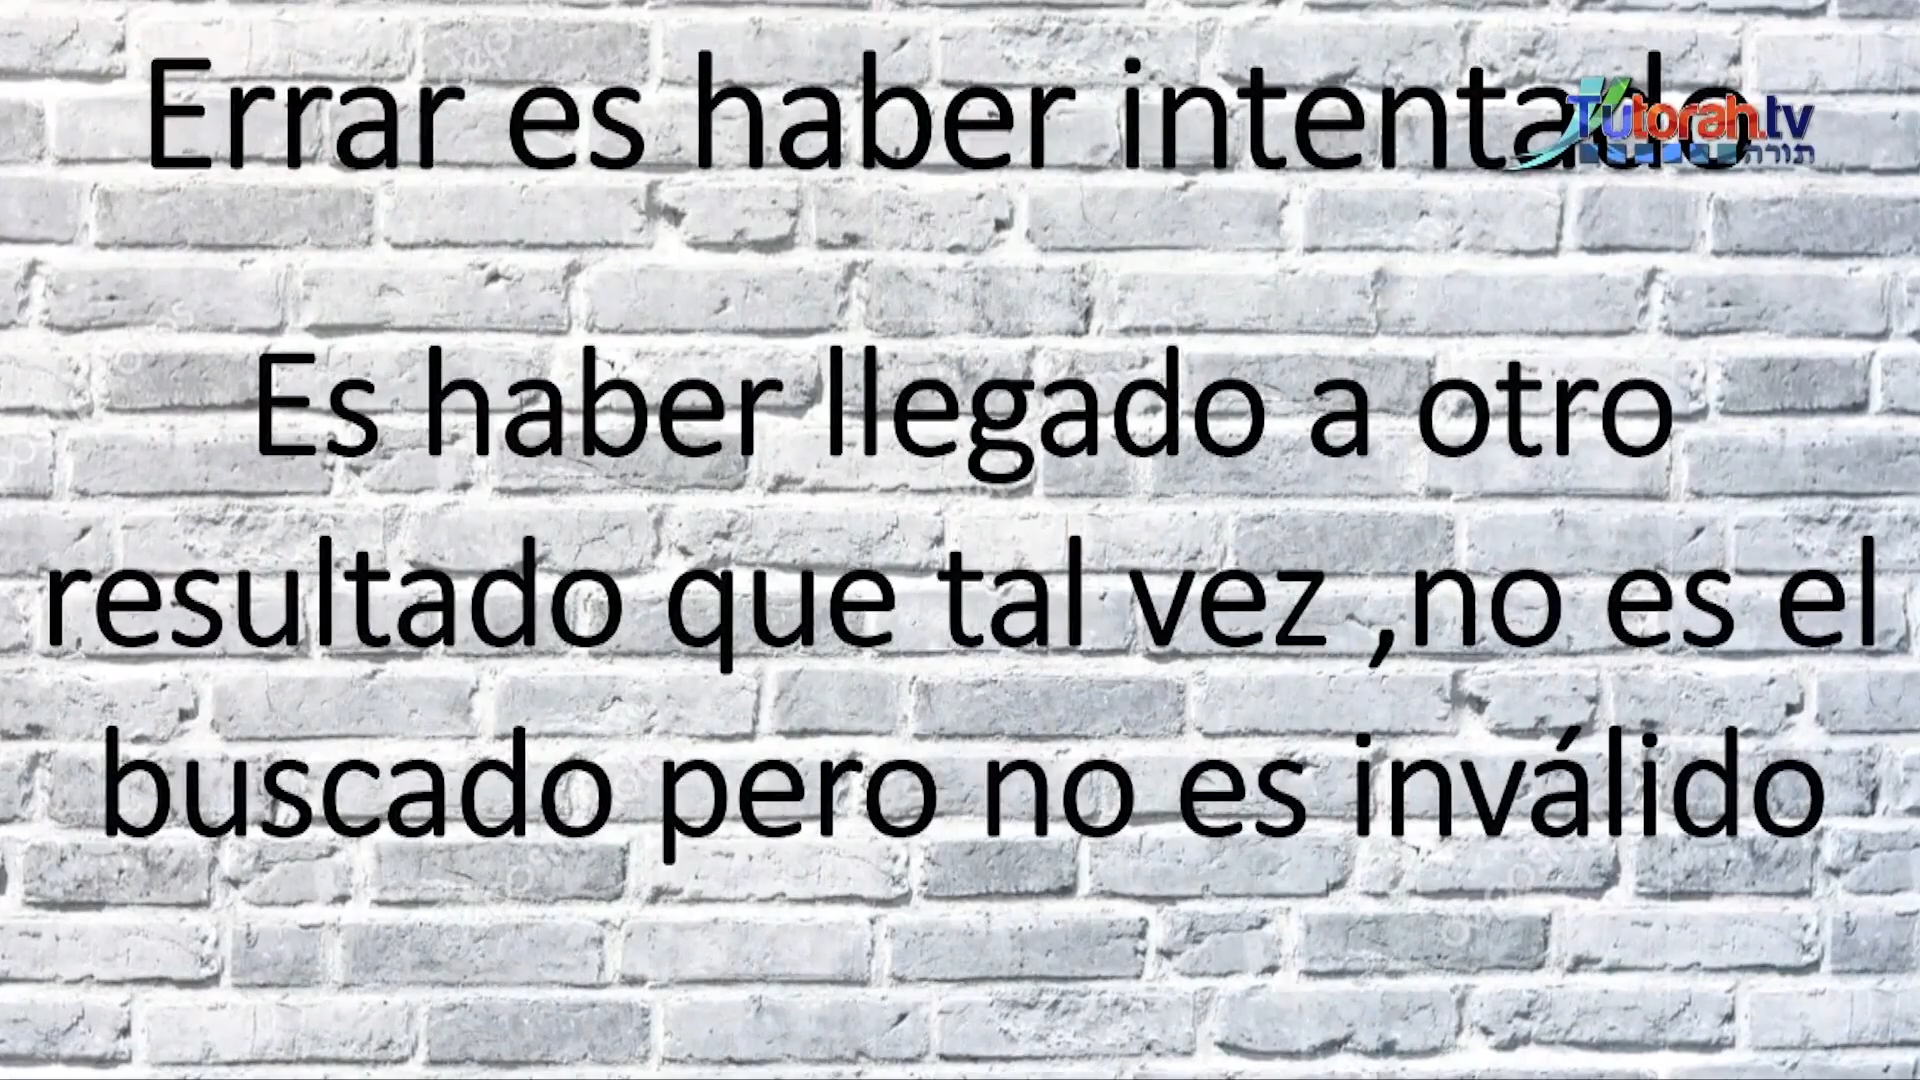 Errar es haber intentado
Tutorah.tv
תורה
Es haber llegado a otro
resultado que tal vez ,no es el
buscado pero no es inválido